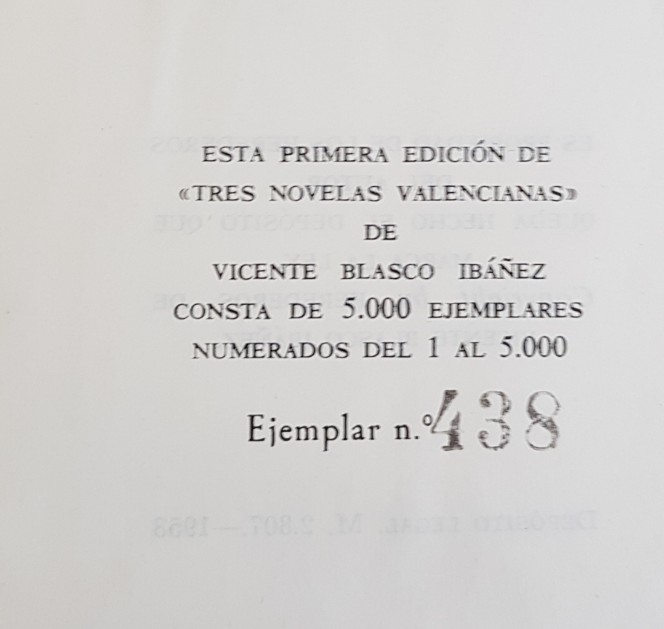 ESTA PRIMERA EDICIÓN DE
«TRES NOVELAS VALENCIANAS»
DE
VICENTE BLASCO IBÁÑEZ
CONSTA DE 5.000 EJEMPLARES
NUMERADOS DEL 1 AL 5.000
Ejemplar n.º 438